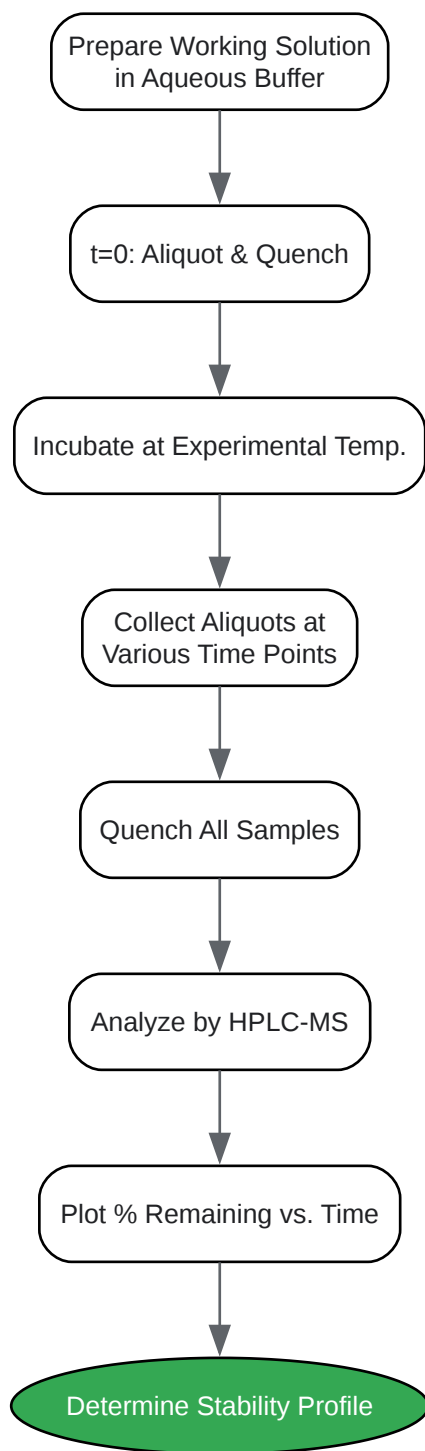 Prepare Working Solution
in Aqueous Buffer
t=0: Aliquot & Quench
Incubate at Experimental Temp.
Collect Aliquots at
Various Time Points
Quench All Samples
Analyze by HPLC-MS
Plot % Remaining vs. Time
Determine Stability Profile